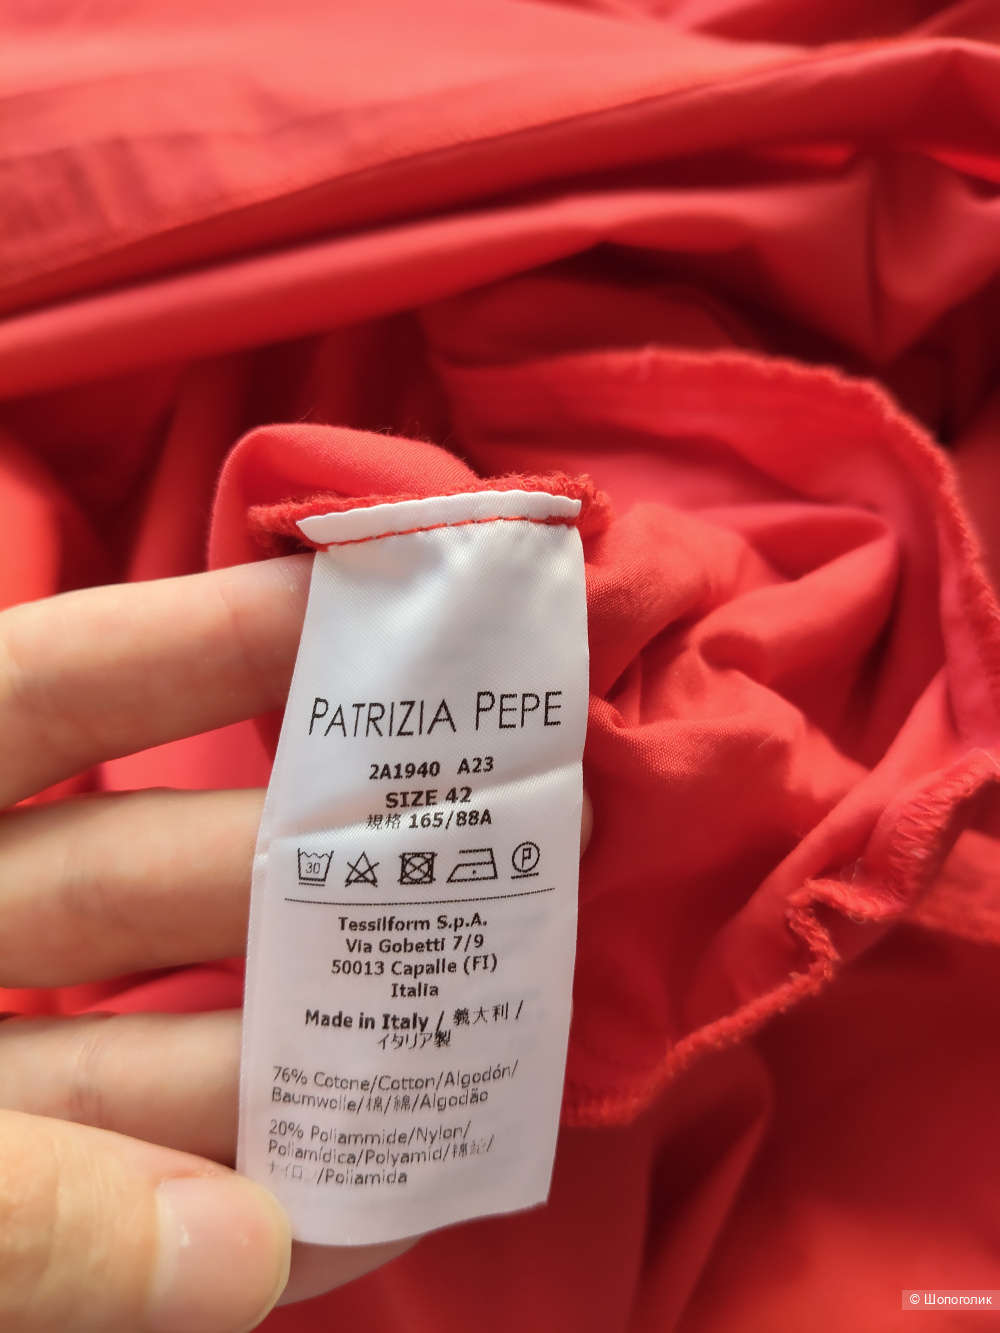 PATRIZIA PEPE
2A1940 A23
SIZE 42
規格 165/88A
30
P
Tessilform S.p.A.
Via Gobetti 7/9
50013 Capalle (FI)
Italia
Made in Italy / 義大利 /
イタリア製
76% Cotone/Cotton/Algodón/
Baumwolle/棉/綿/Algodão
20% Poliammide/Nylon/
Poliamídica/Polyamid/
ナイロン/Poliamida
© Шопоголик